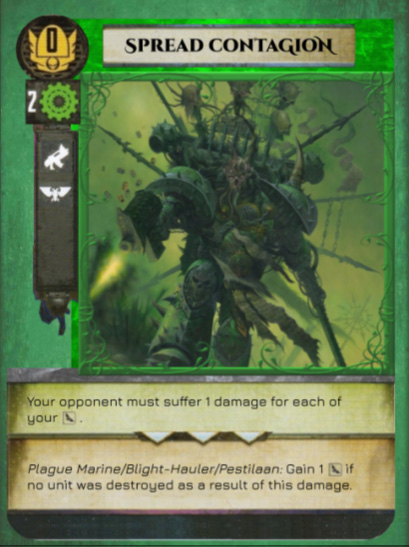 0
SPREAD CONTAGION
2
Your opponent must suffer 1 damage for each of
your .
Plague Marine/Blight-Hauler/Pestilaan: Gain 1 if
no unit was destroyed as a result of this damage.